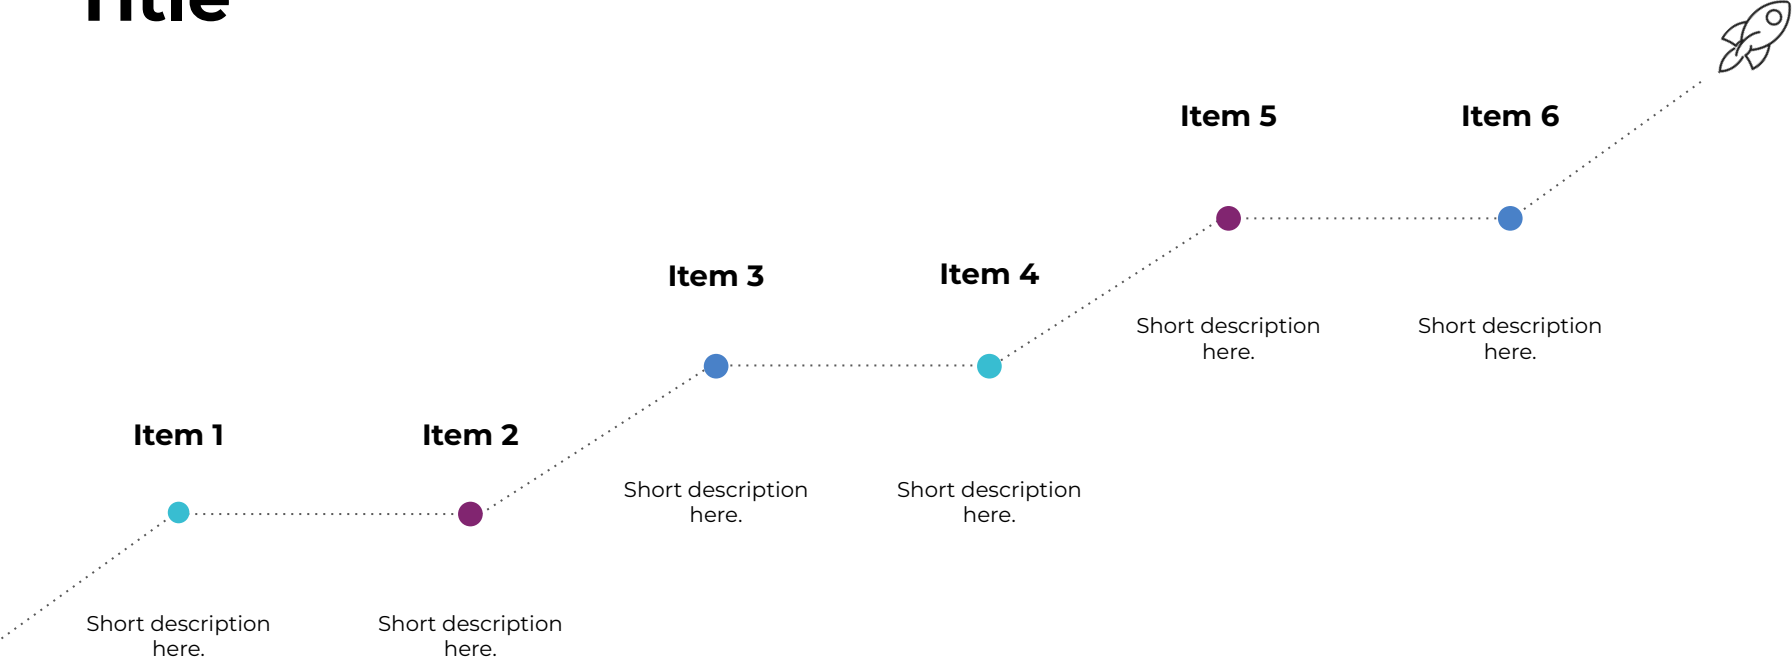 Title
Item 5
Item 6
Item 3
Item 4
Short description
here.
Short description
here.
Item 1
Item 2
Short description
here.
Short description
here.
Short description
here.
Short description
here.